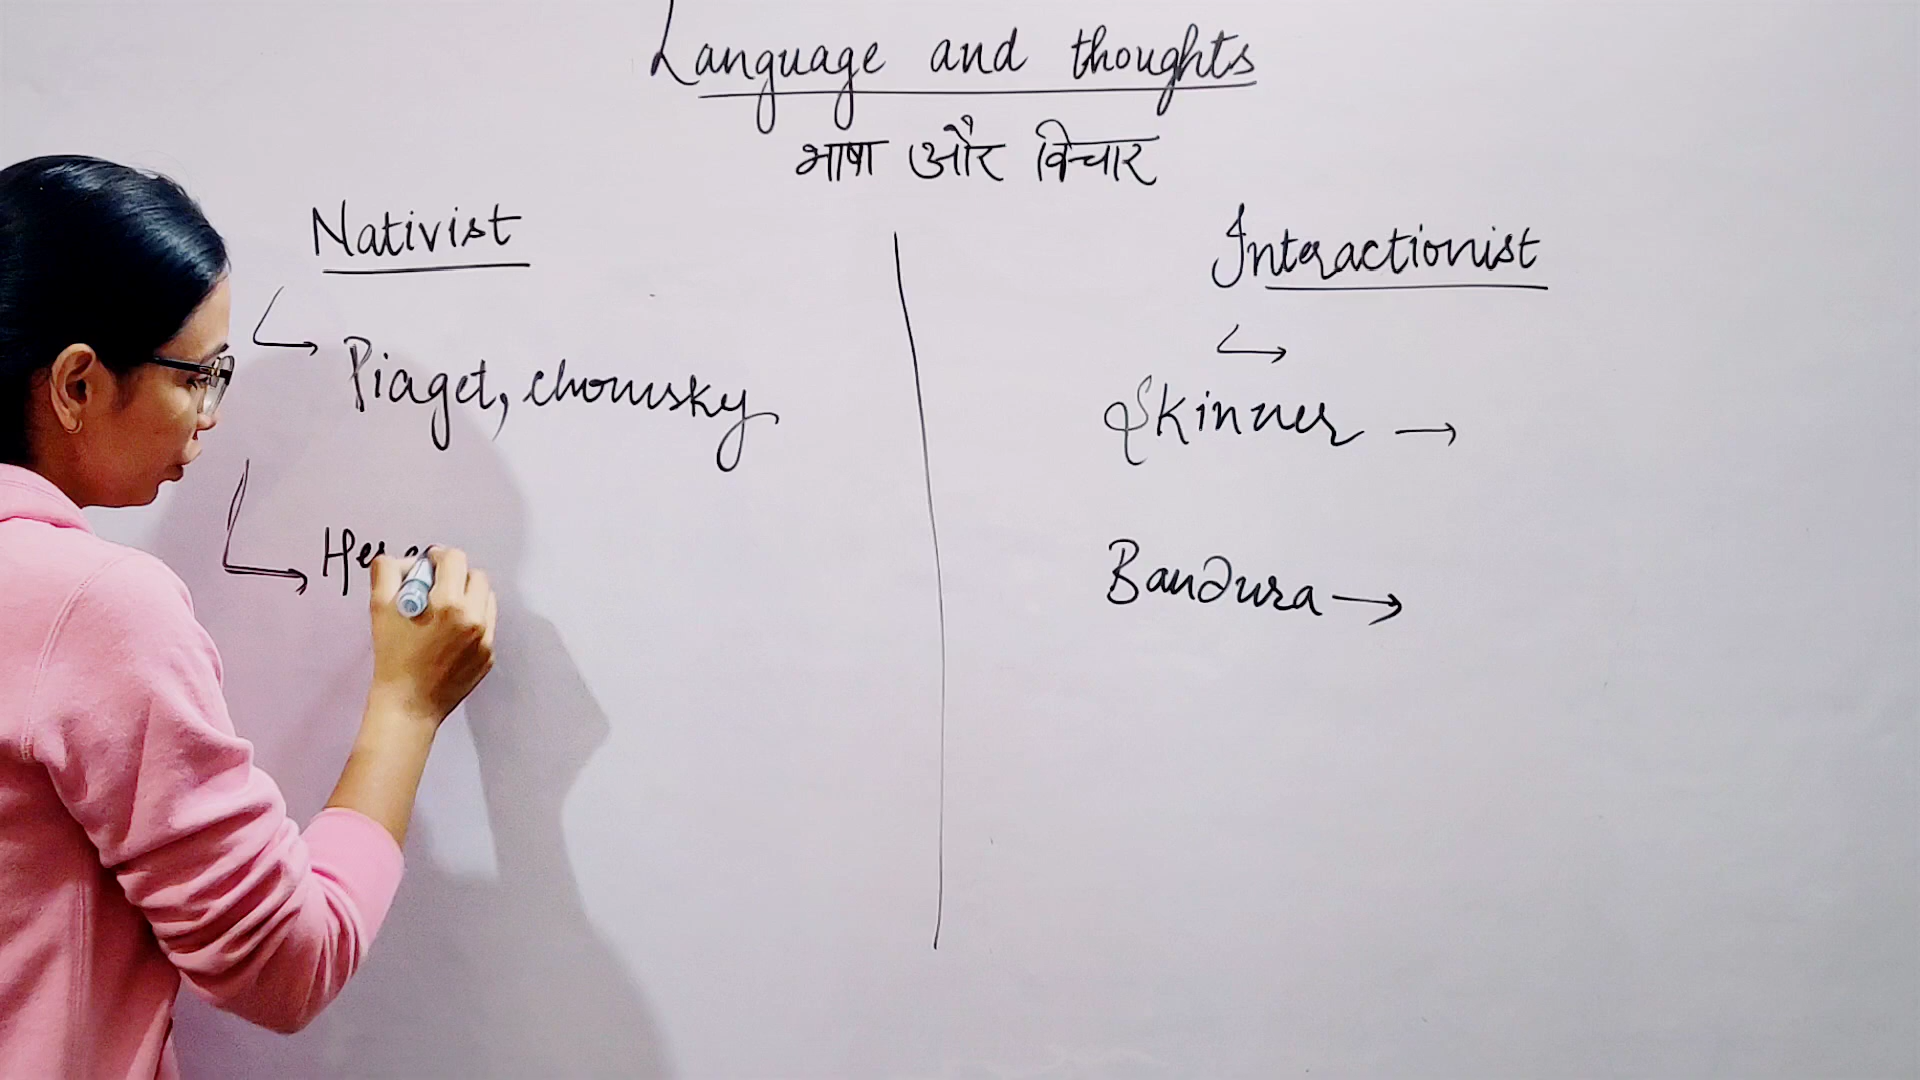 Language and thoughts
भाषा और विचार
Nativist
Piaget, chomsky
Interactionist
Skinner →
Bandura →